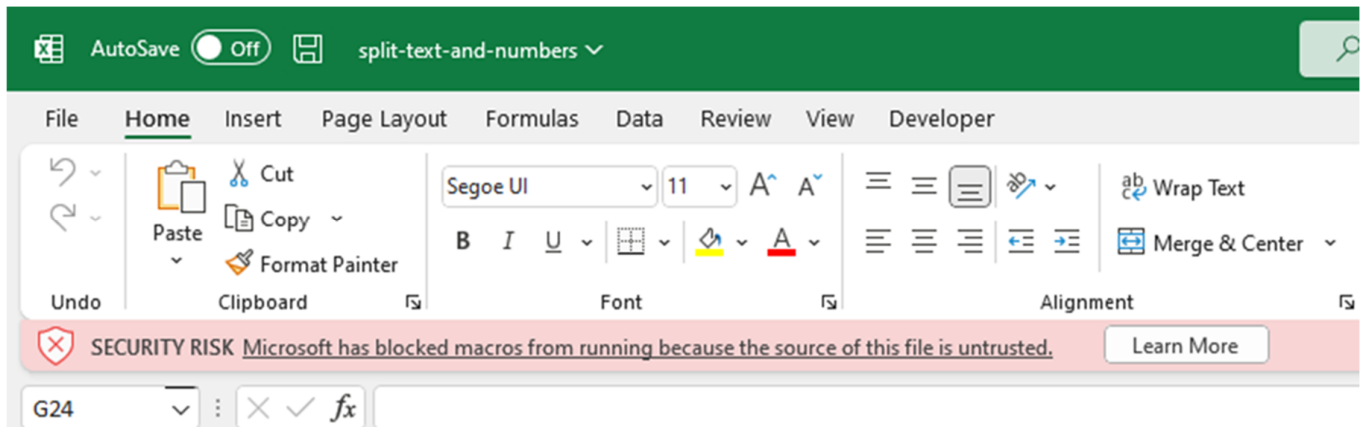 AutoSave Off split-text-and-numbers
File Home Insert Page Layout Formulas Data Review View Developer
Cut
Copy
Paste
Format Painter
Segoe UI 11 A A
B I U A
ab Wrap Text
Merge & Center
Undo Clipboard Font Alignment
SECURITY RISK Microsoft has blocked macros from running because the source of this file is untrusted. Learn More
G24 fx